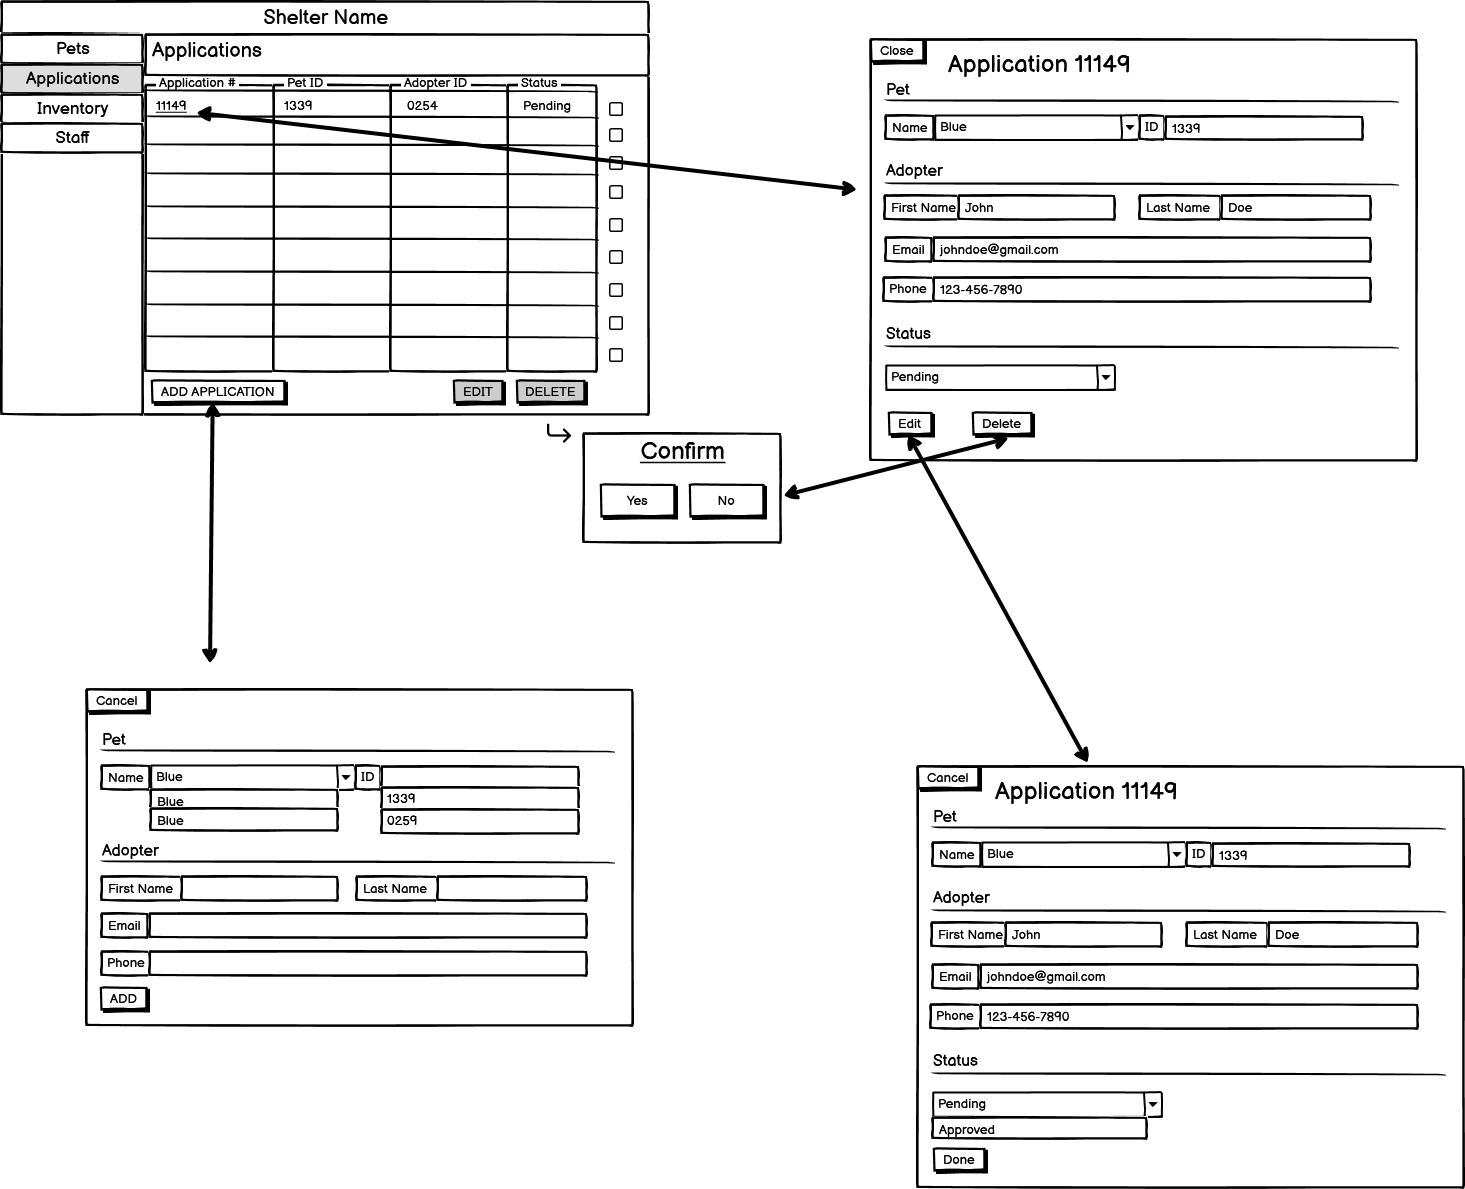 Shelter Name
Pets
Applications
Inventory
Staff
Applications
Application # Pet ID Adopter ID Status
11149 1339 0254 Pending
ADD APPLICATION EDIT DELETE
Confirm
Yes No
Close
Application 11149
Pet
Name Blue ID 1339
Adopter
First Name John Last Name Doe
Email johndoe@gmail.com
Phone 123-456-7890
Status
Pending
Edit Delete
Cancel
Pet
Name Blue ID
Blue 1339
Blue 0259
Adopter
First Name Last Name
Email
Phone
ADD
Cancel
Application 11149
Pet
Name Blue ID 1339
Adopter
First Name John Last Name Doe
Email johndoe@gmail.com
Phone 123-456-7890
Status
Pending
Approved
Done